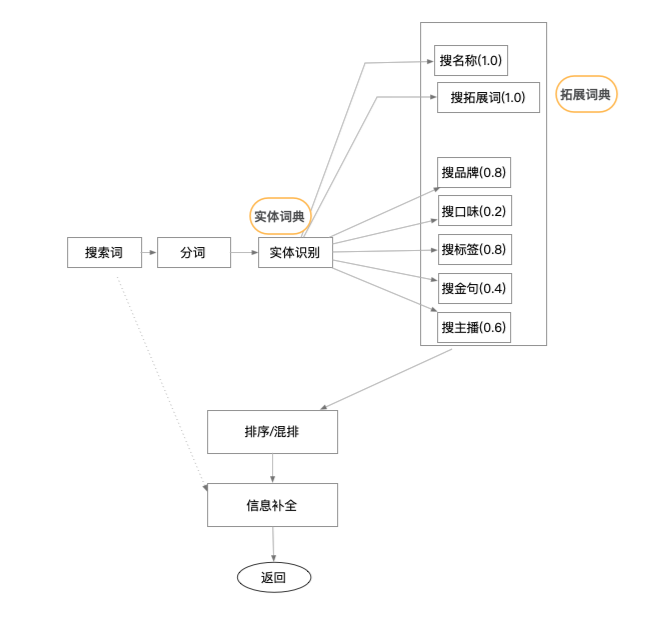 搜名称(1.0)
搜拓展词(1.0)
拓展词典
搜品牌(0.8)
实体词典
搜口味(0.2)
搜索词
分词
实体识别
搜标签(0.8)
搜金句(0.4)
搜主播(0.6)
排序/混排
信息补全
返回